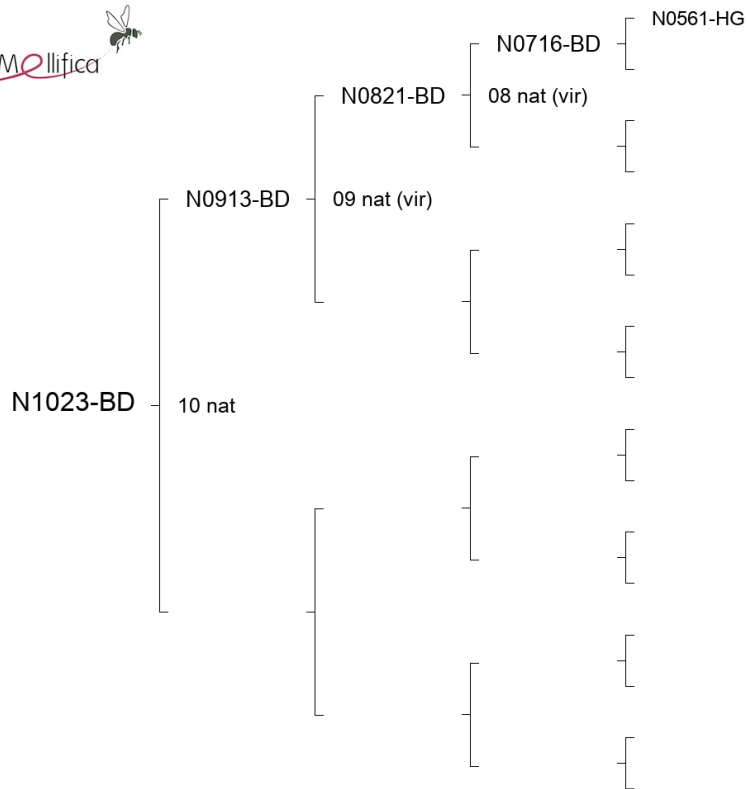 Mellifica
N0561-HG
N0716-BD
N0821-BD
08 nat (vir)
N0913-BD
09 nat (vir)
N1023-BD
10 nat